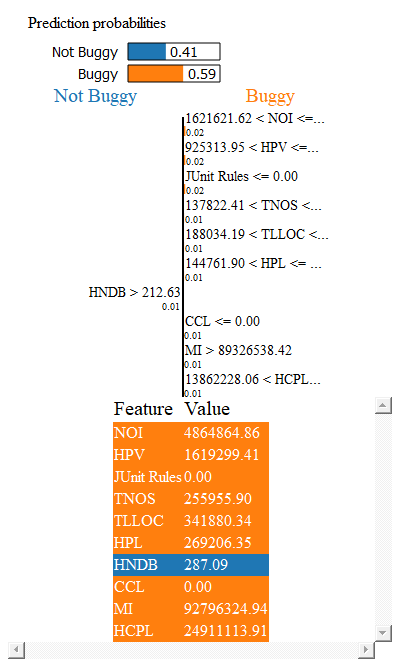 Prediction probabilities
Not Buggy 0.41
Buggy 0.59
Not Buggy Buggy
1621621.62 < NOI <=...
0.02
925313.95 < HPV <=...
0.02
JUnit Rules <= 0.00
0.02
137822.41 < TNOS <...
0.01
188034.19 < TLLOC <...
0.01
144761.90 < HPL <= ...
0.01
HNDB > 212.63
0.01
CCL <= 0.00
0.01
MI > 89326538.42
0.01
13862228.06 < HCPL...
0.01
Feature Value
NOI 4864864.86
HPV 1619299.41
JUnit Rules 0.00
TNOS 255955.90
TLLOC 341880.34
HPL 269206.35
HNDB 287.09
CCL 0.00
MI 92796324.94
HCPL 24911113.91